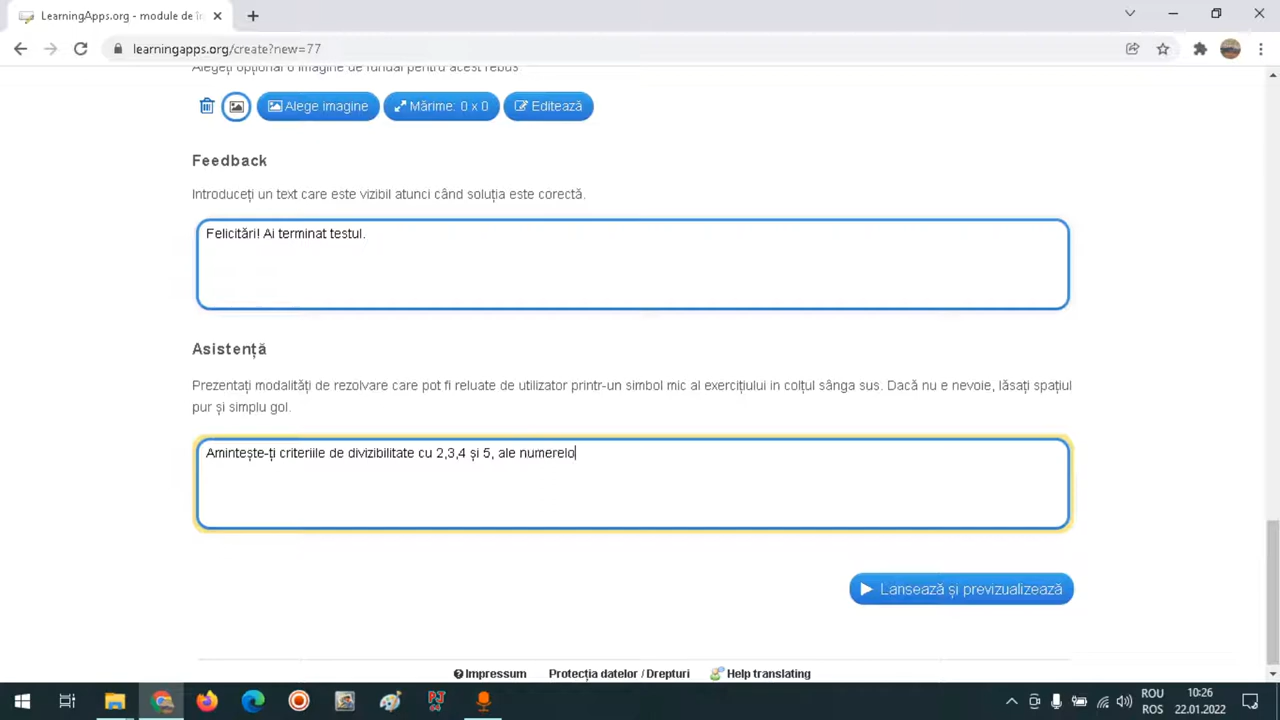 LearningApps.org - module de în
learningapps.org/create?new=77
Alegeți opțional o imagine de fundal pentru acest rebus
Alege imagine
Mărime: 0 x 0
Editează
Feedback
Introduceți un text care este vizibil atunci când soluția este corectă.
Felicitări! Ai terminat testul.
Asistență
Prezentați modalități de rezolvare care pot fi reluate de utilizator printr-un simbol mic al exercițiului in colțul sânga sus. Dacă nu e nevoie, lăsați spațiul
pur și simplu gol.
Amintește-ți criteriile de divizibilitate cu 2,3,4 și 5, ale numerelo
Lansează și previzualizează
Impressum
Protecția datelor / Drepturi
Help translating
ROU
ROS
10:26
22.01.2022